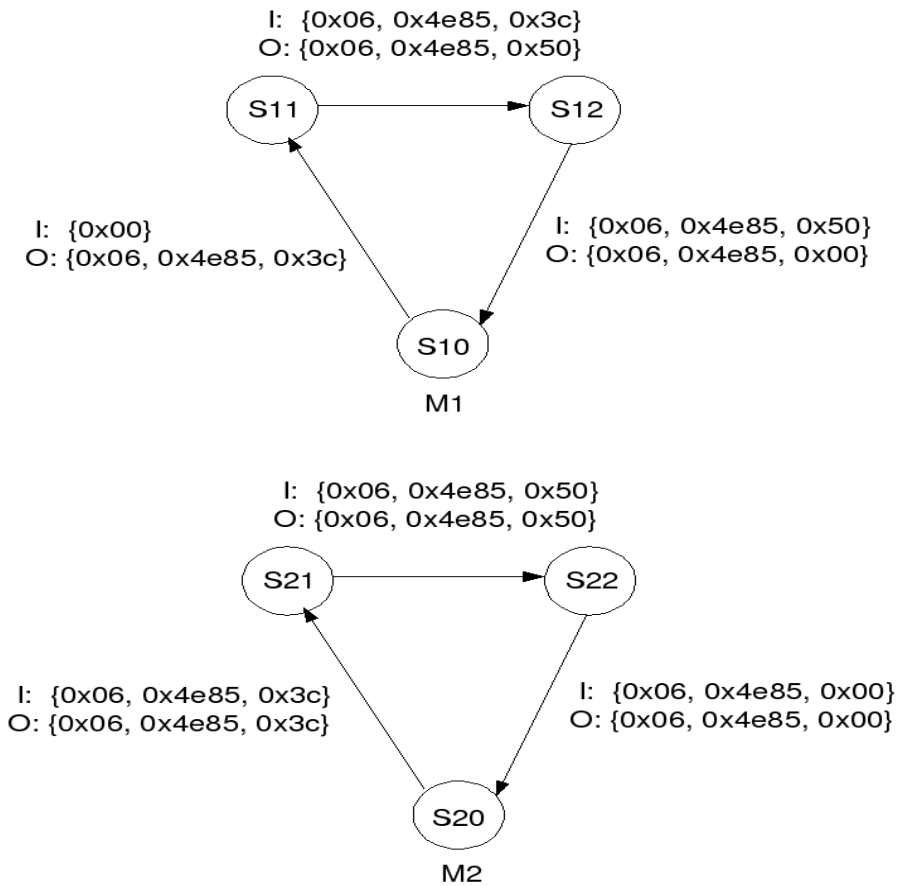 I: {0x06, 0x4e85, 0x3c}
O: {0x06, 0x4e85, 0x50}
S11
S12
I: {0x00}
O: {0x06, 0x4e85, 0x3c}
I: {0x06, 0x4e85, 0x50}
O: {0x06, 0x4e85, 0x00}
S10
M1
I: {0x06, 0x4e85, 0x50}
O: {0x06, 0x4e85, 0x50}
S21
S22
I: {0x06, 0x4e85, 0x3c}
O: {0x06, 0x4e85, 0x3c}
I: {0x06, 0x4e85, 0x00}
O: {0x06, 0x4e85, 0x00}
S20
M2